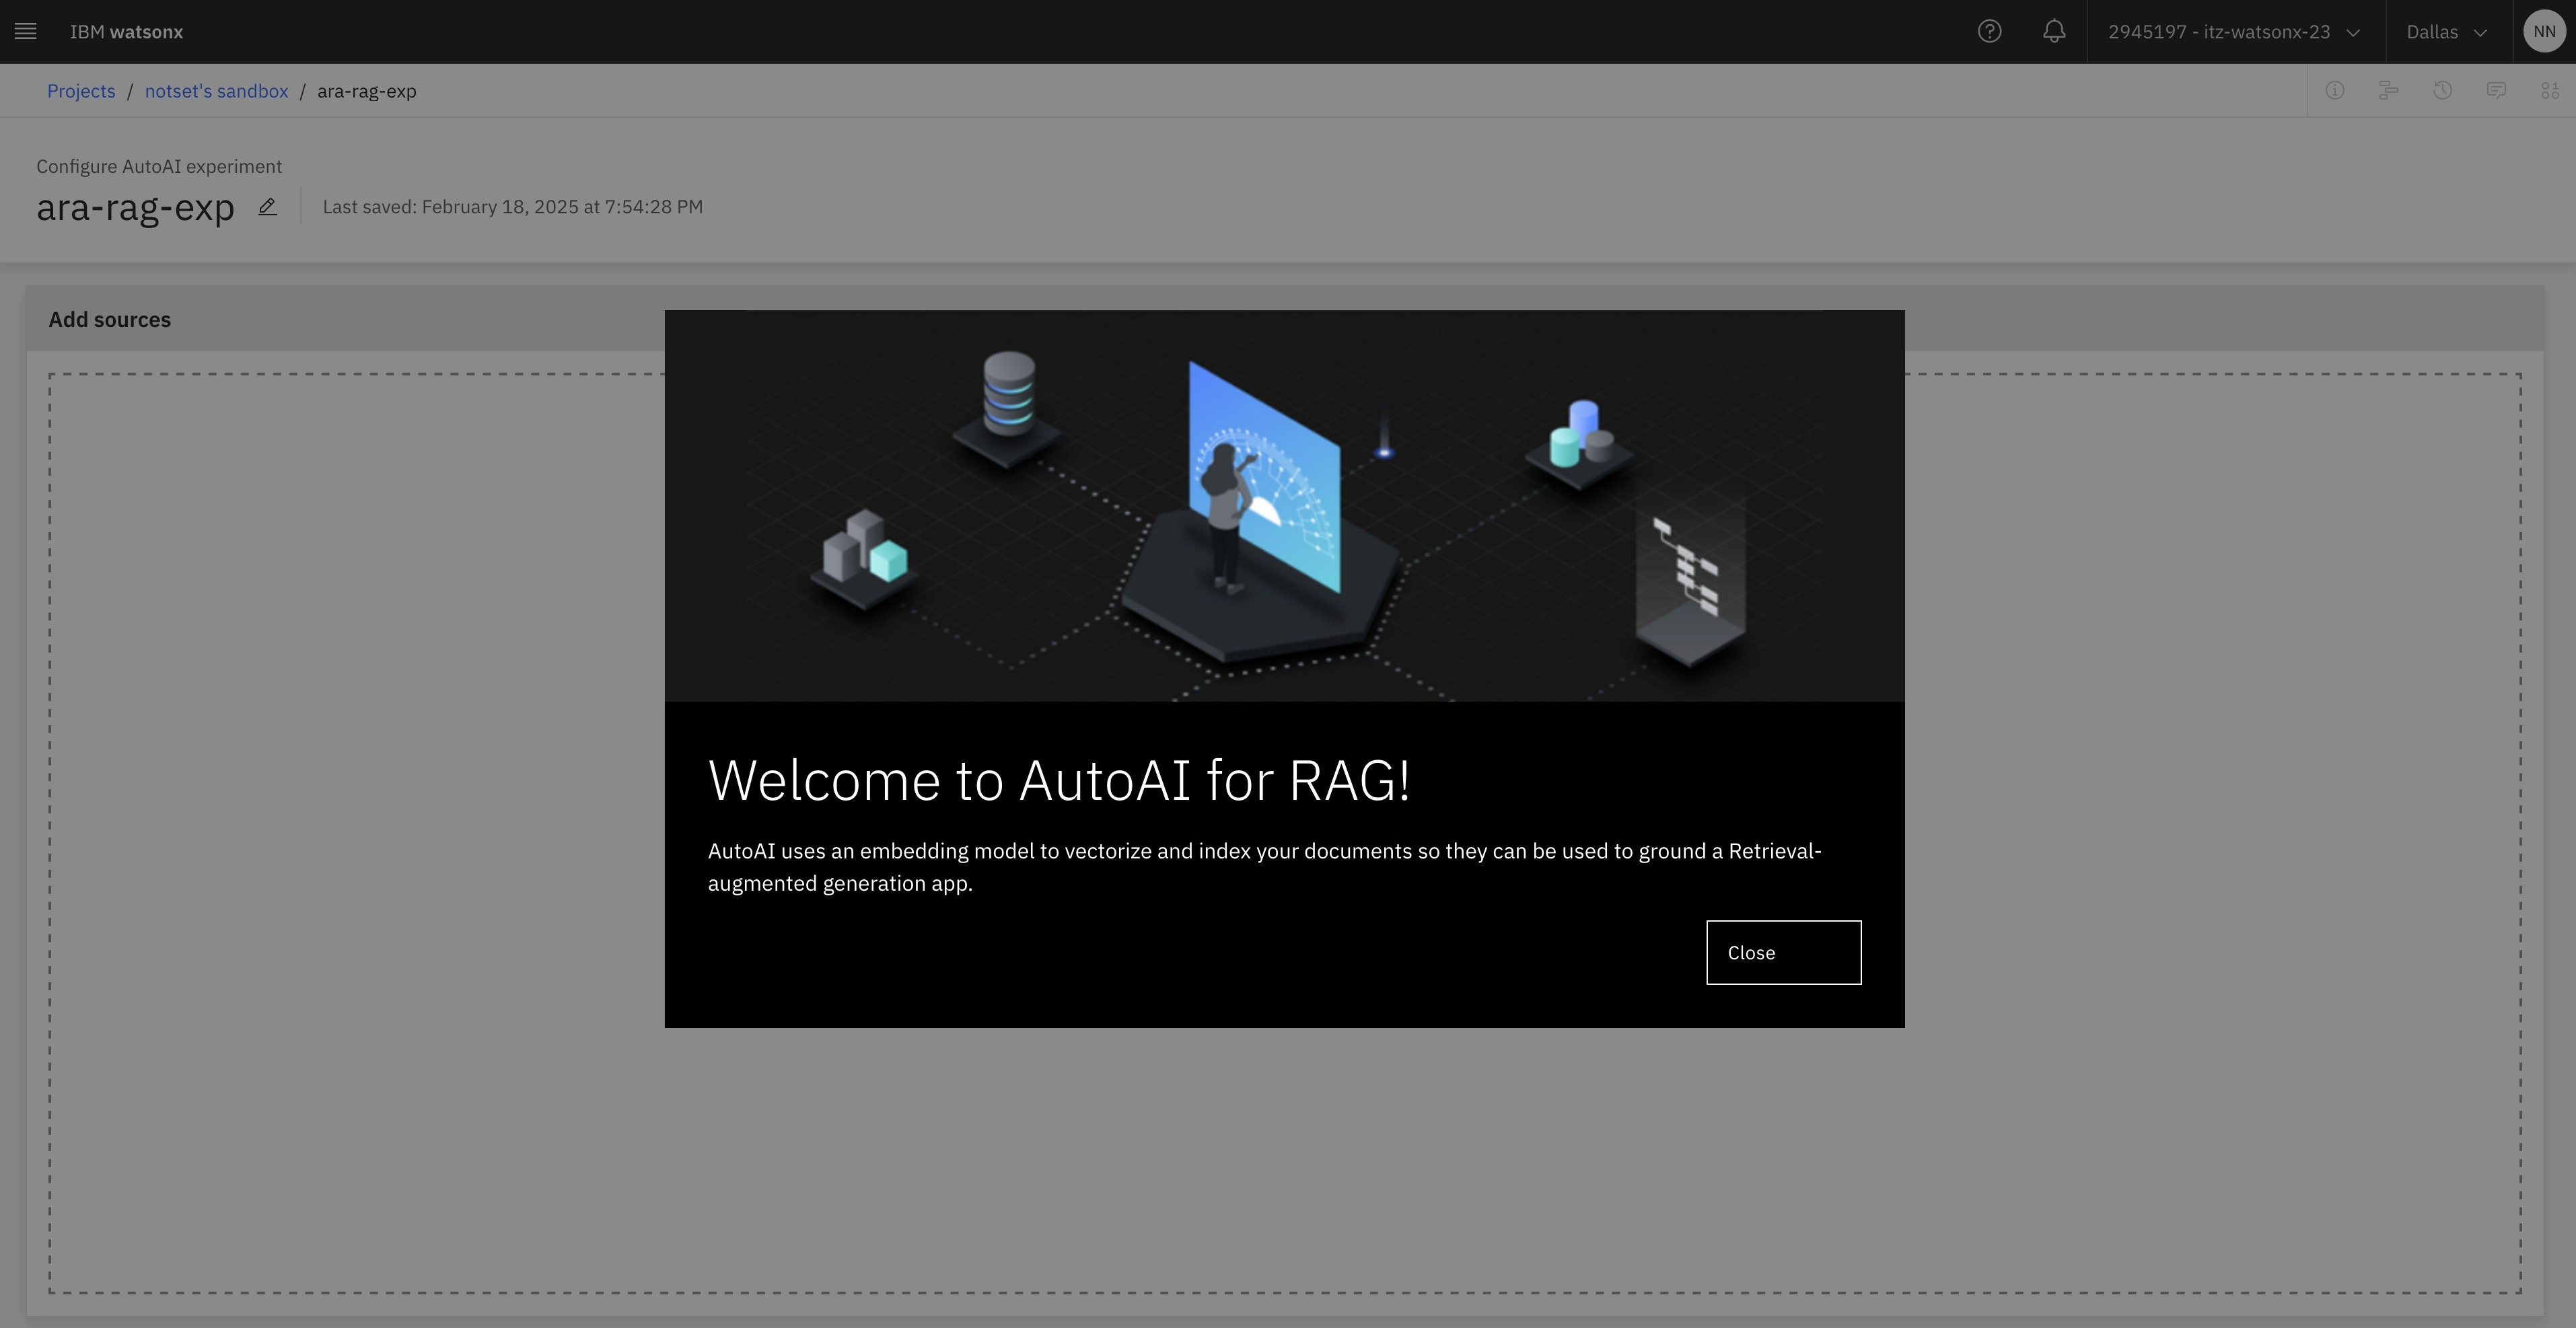 IBM watsonx
2945197 - itz-watsonx-23
Dallas
NN
Projects / notset's sandbox / ara-rag-exp
Configure AutoAI experiment
ara-rag-exp
Last saved: February 18, 2025 at 7:54:28 PM
Add sources
Welcome to AutoAI for RAG!
AutoAI uses an embedding model to vectorize and index your documents so they can be used to ground a Retrieval-
augmented generation app.
Close